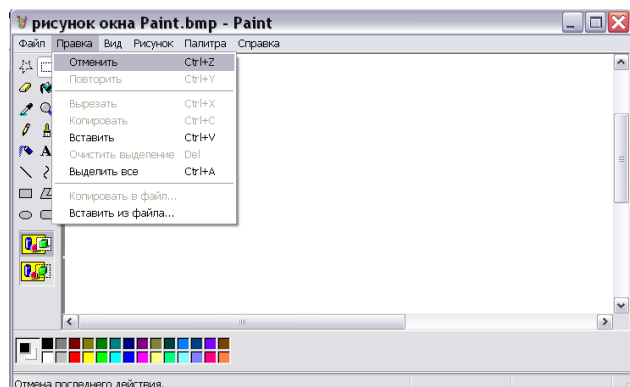 рисунок окна Paint.bmp - Paint
Файл Правка Вид Рисунок Палитра Справка
Отменить Ctrl+Z
Повторить Ctrl+Y
Вырезать Ctrl+X
Копировать Ctrl+C
Вставить Ctrl+V
Очистить выделение Del
Выделить все Ctrl+A
Копировать в файл...
Вставить из файла...
A
Отмена последнего действия.